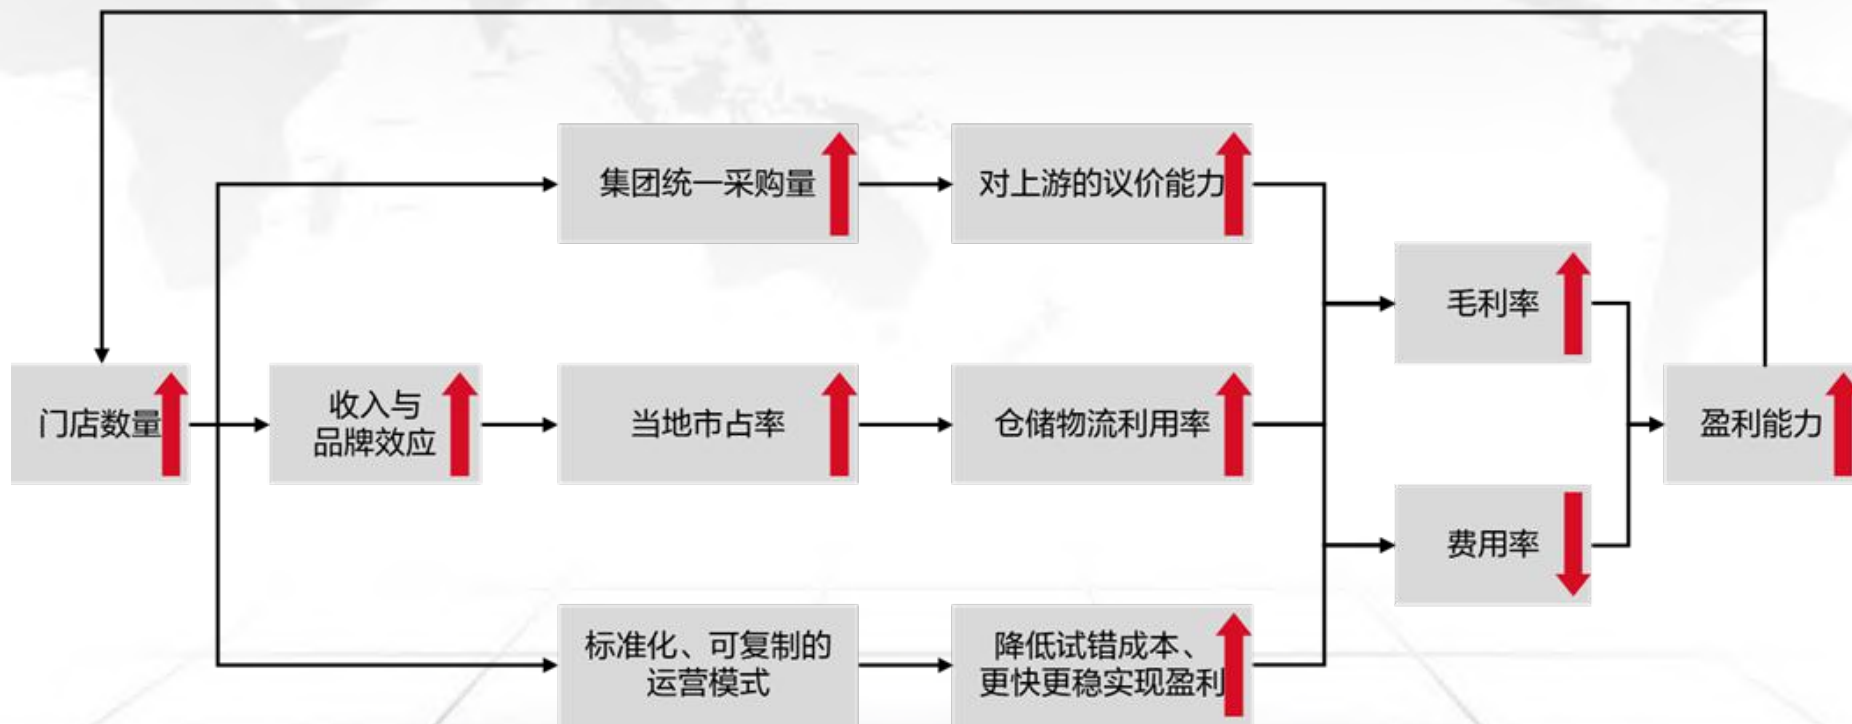 集团统一采购量
对上游的议价能力
毛利率
门店数量
收入与
品牌效应
当地市占率
仓储物流利用率
盈利能力
费用率
标准化、可复制的
运营模式
降低试错成本、
更快更稳实现盈利